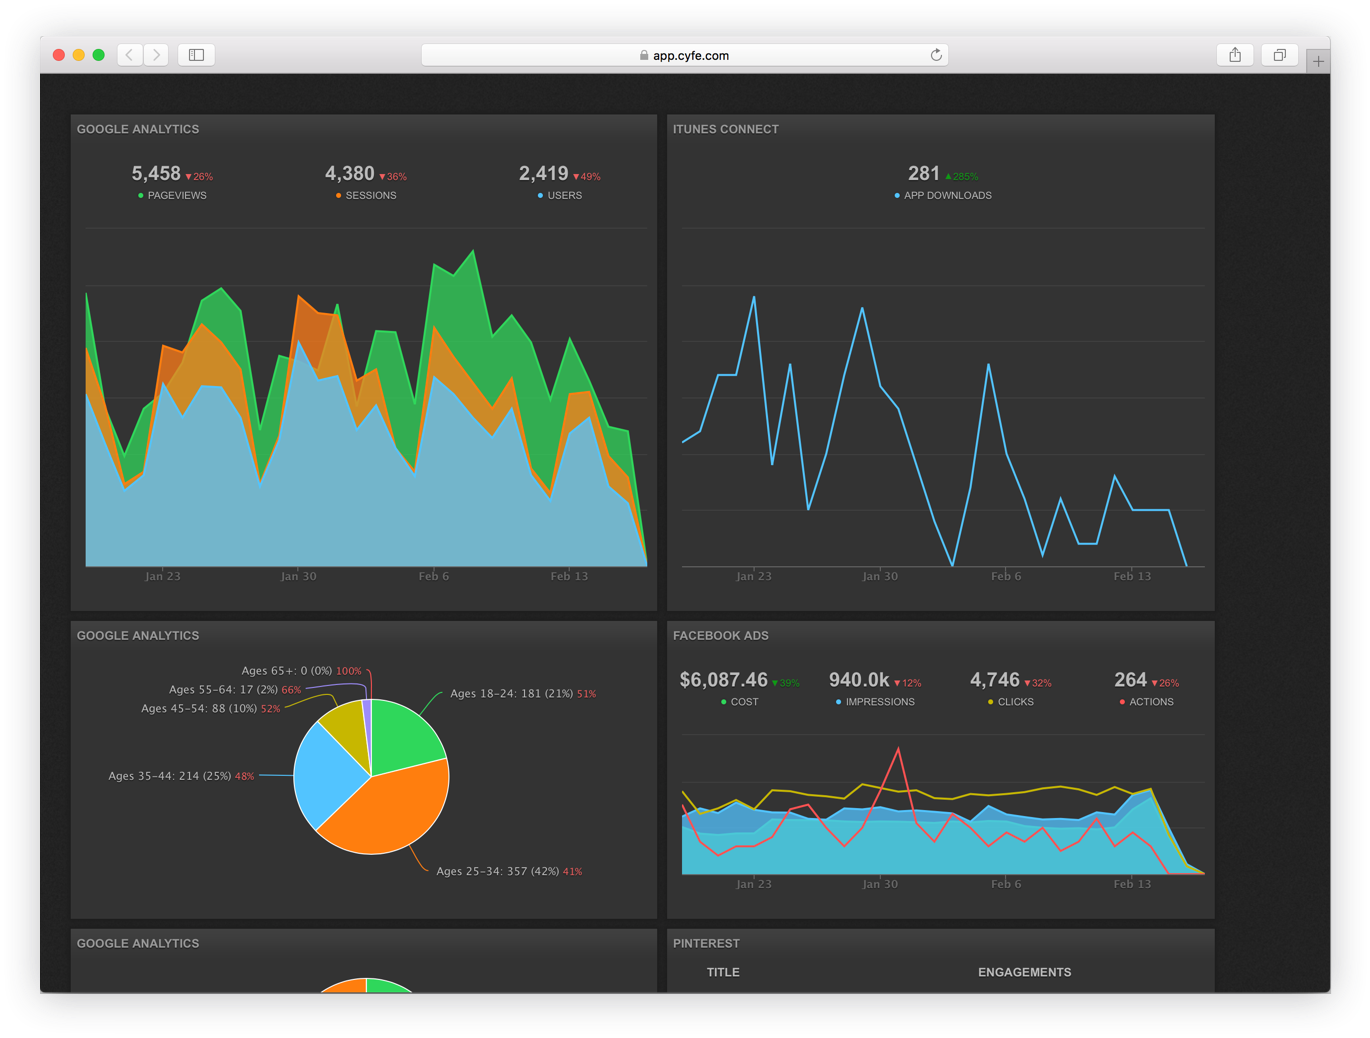 app.cyfe.com
GOOGLE ANALYTICS
5,458 ▼26%
PAGEVIEWS
4,380 ▼36%
SESSIONS
2,419 ▼49%
USERS
Jan 23
Jan 30
Feb 6
Feb 13
ITUNES CONNECT
281 ▲285%
APP DOWNLOADS
Jan 23
Jan 30
Feb 6
Feb 13
GOOGLE ANALYTICS
Ages 65+: 0 (0%) 100%
Ages 55-64: 17 (2%) 66%
Ages 45-54: 88 (10%) 52%
Ages 18-24: 181 (21%) 51%
Ages 35-44: 214 (25%) 48%
Ages 25-34: 357 (42%) 41%
FACEBOOK ADS
$6,087.46 ▼39%
COST
940.0k ▼12%
IMPRESSIONS
4,746 ▼32%
CLICKS
264 ▼26%
ACTIONS
Jan 23
Jan 30
Feb 6
Feb 13
GOOGLE ANALYTICS
PINTEREST
TITLE
ENGAGEMENTS